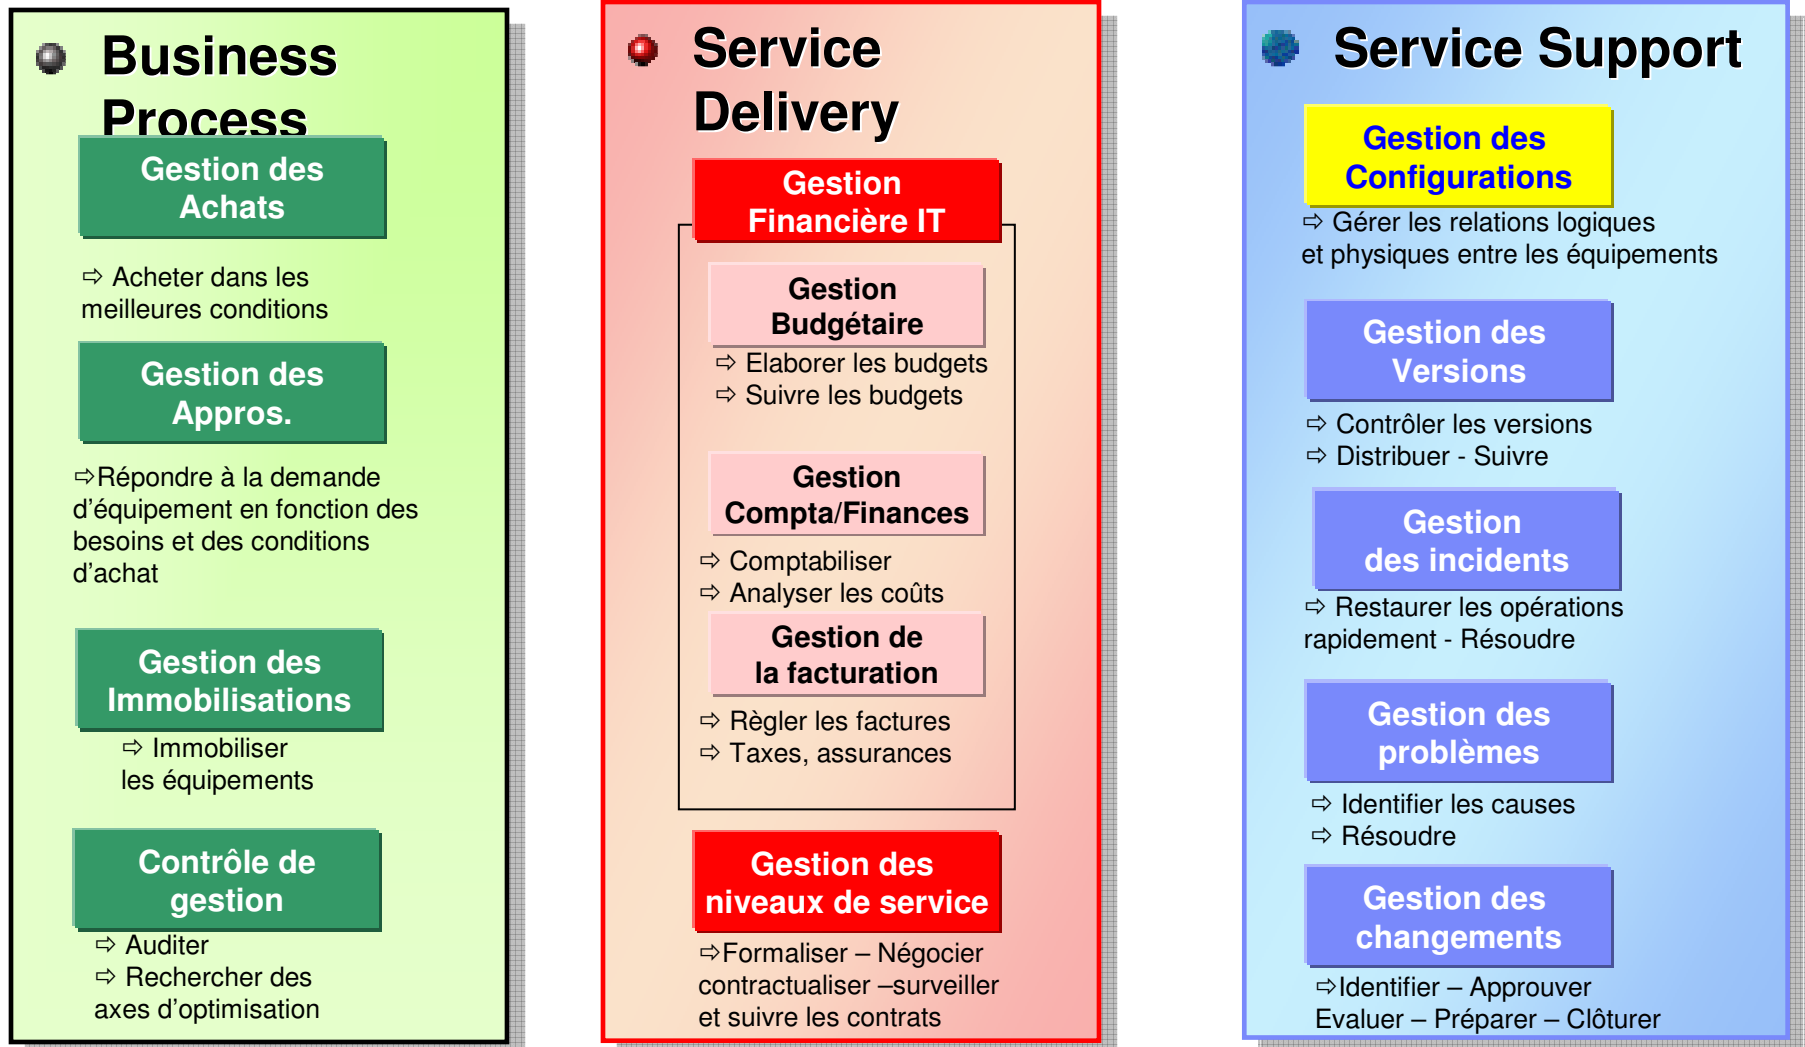 Business
Process
Gestion des
Achats
⇨ Acheter dans les
meilleures conditions
Gestion des
Appros.
⇨Répondre à la demande
d'équipement en fonction des
besoins et des conditions
d'achat
Gestion des
Immobilisations
⇨ Immobiliser
les équipements
Contrôle de
gestion
⇨ Auditer
⇨ Rechercher des
axes d'optimisation
Service
Delivery
Gestion
Financière IT
Gestion
Budgétaire
⇨ Elaborer les budgets
⇨ Suivre les budgets
Gestion
Compta/Finances
⇨ Comptabiliser
⇨ Analyser les coûts
Gestion de
la facturation
⇨ Règler les factures
⇨ Taxes, assurances
Gestion des
niveaux de service
⇨Formaliser – Négocier
contractualiser –surveiller
et suivre les contrats
Service Support
Gestion des
Configurations
⇨ Gérer les relations logiques
et physiques entre les équipements
Gestion des
Versions
⇨ Contrôler les versions
⇨ Distribuer - Suivre
Gestion
des incidents
⇨ Restaurer les opérations
rapidement - Résoudre
Gestion des
problèmes
⇨ Identifier les causes
⇨ Résoudre
Gestion des
changements
⇨Identifier – Approuver
Evaluer – Préparer – Clôturer